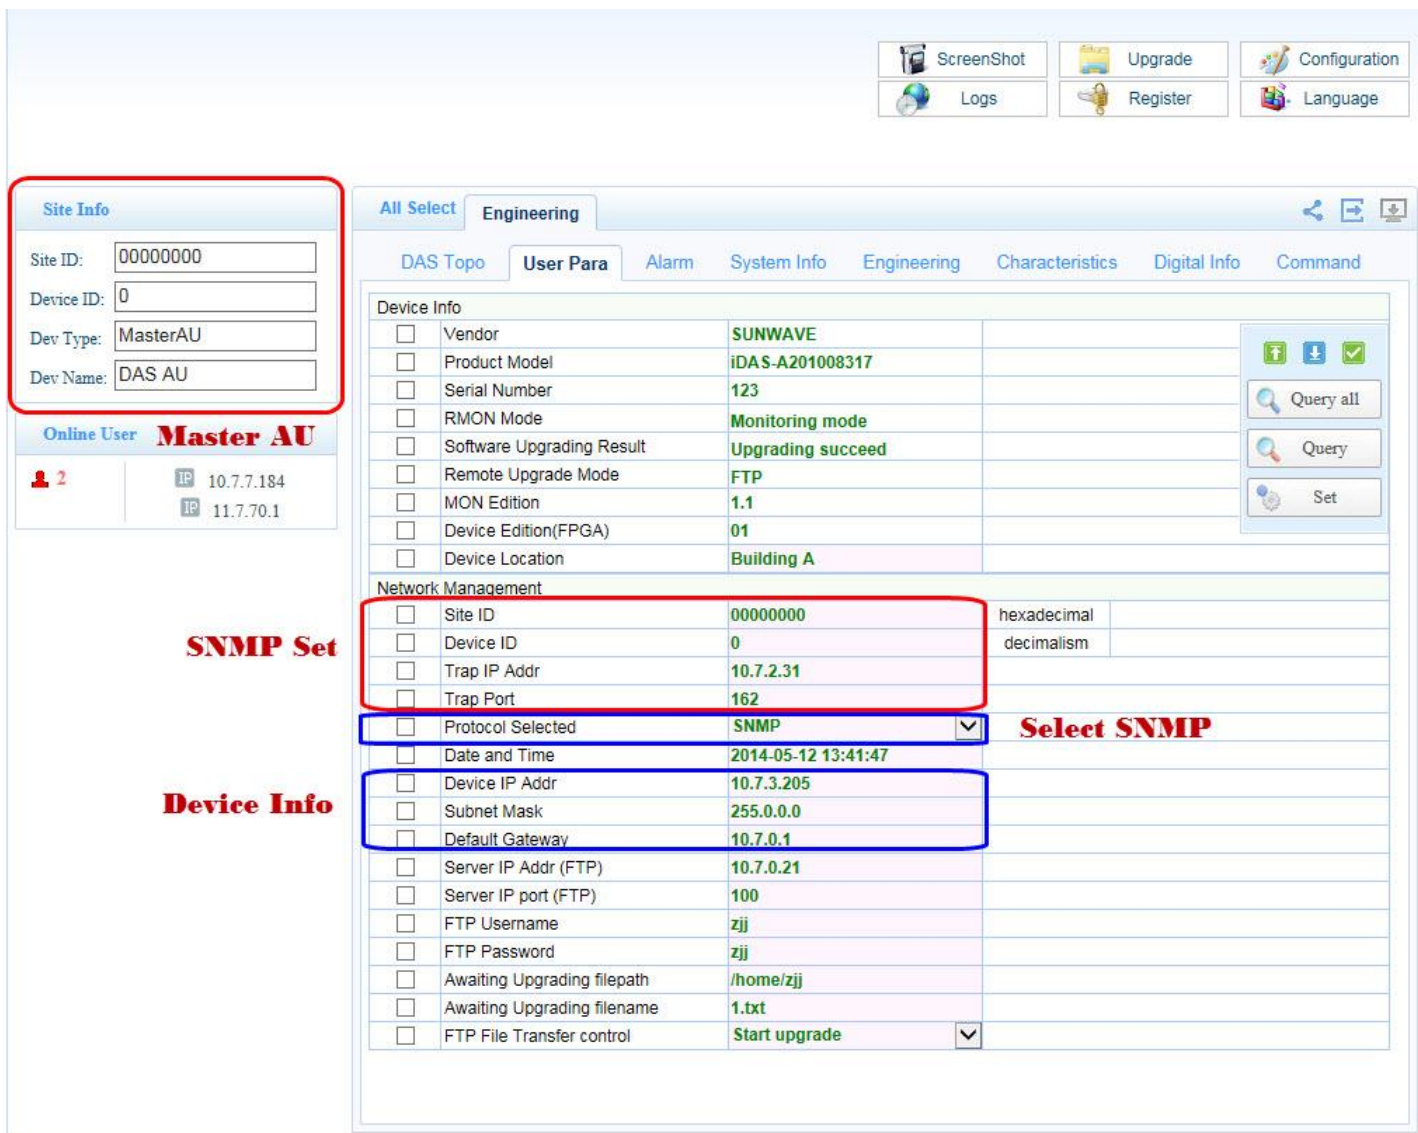 ScreenShot Upgrade Configuration
Logs Register Language
Site Info
Site ID: 00000000
Device ID: 0
Dev Type: MasterAU
Dev Name: DAS AU
Online User Master AU
2 IP 10.7.7.184
IP 11.7.70.1
SNMP Set
Device Info
All Select Engineering
DAS Topo User Para Alarm System Info Engineering Characteristics Digital Info Command
Device Info
Vendor SUNWAVE
Product Model iDAS-A201008317
Serial Number 123
RMON Mode Monitoring mode
Software Upgrading Result Upgrading succeed
Remote Upgrade Mode FTP
MON Edition 1.1
Device Edition(FPGA) 01
Device Location Building A
Query all
Query
Set
Network Management
Site ID 00000000 hexadecimal
Device ID 0 decimalism
Trap IP Addr 10.7.2.31
Trap Port 162
Protocol Selected SNMP Select SNMP
Date and Time 2014-05-12 13:41:47
Device IP Addr 10.7.3.205
Subnet Mask 255.0.0.0
Default Gateway 10.7.0.1
Server IP Addr (FTP) 10.7.0.21
Server IP port (FTP) 100
FTP Username zjj
FTP Password zjj
Awaiting Upgrading filepath /home/zjj
Awaiting Upgrading filename 1.txt
FTP File Transfer control Start upgrade